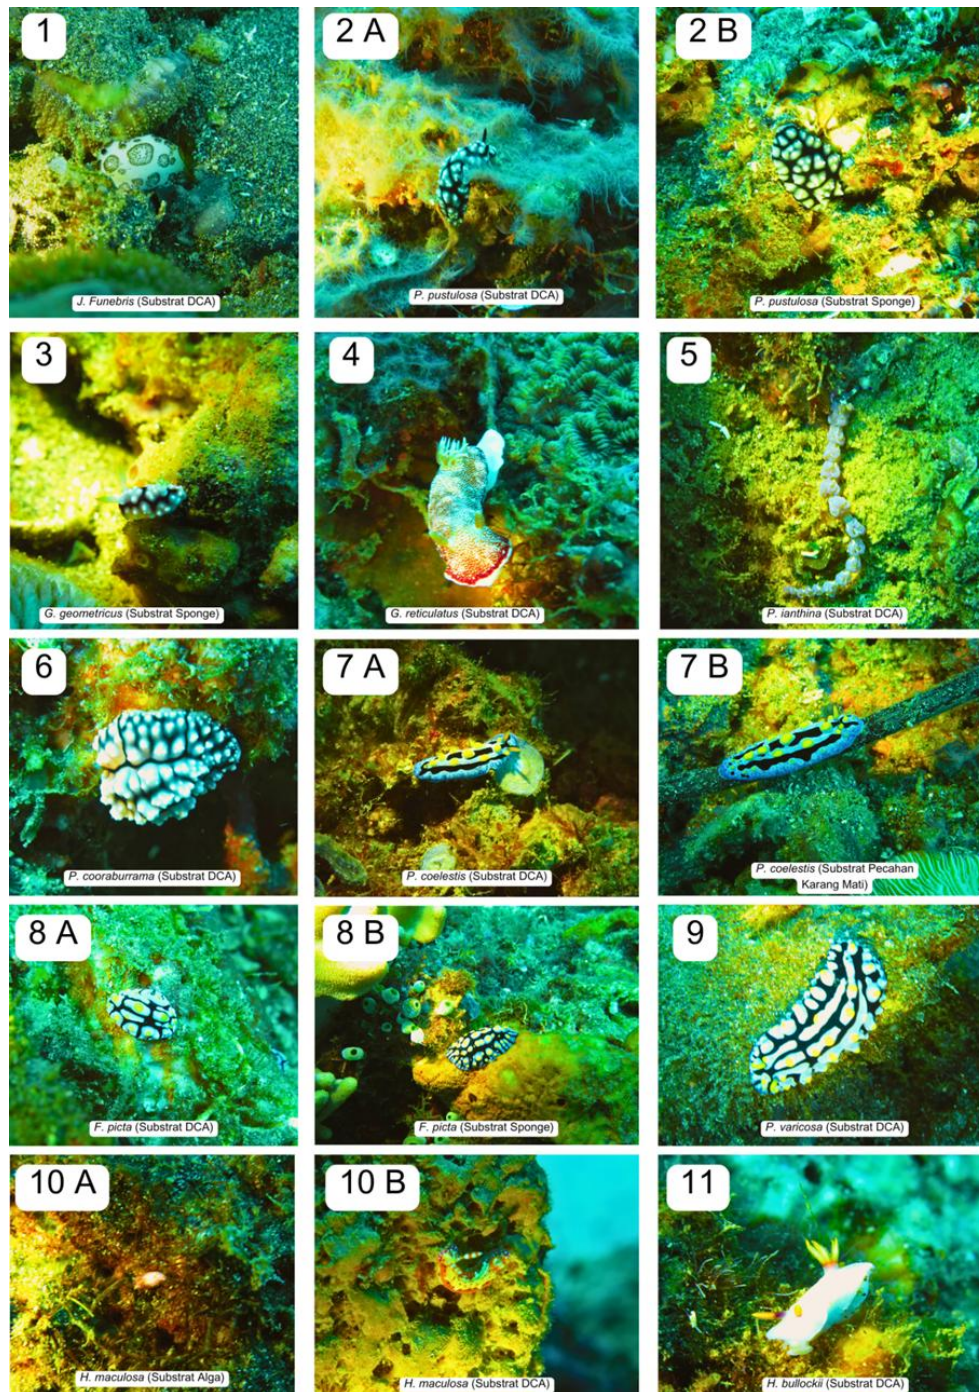 1
2 A
2 B
J. Funebris (Substrat DCA)
P. pustulosa (Substrat DCA)
P. pustulosa (Substrat Sponge)
3
4
5
G. geometricus (Substrat Sponge)
G. reticulatus (Substrat DCA)
P. ianthina (Substrat DCA)
6
7 A
7 B
P. cooraburrama (Substrat DCA)
P. coelestis (Substrat DCA)
P. coelestis (Substrat Pecahan
Karang Mati)
8 A
8 B
9
F. picta (Substrat DCA)
F. picta (Substrat Sponge)
P. varicosa (Substrat DCA)
10 A
10 B
11
H. maculosa (Substrat Alga)
H. maculosa (Substrat DCA)
H. bullockii (Substrat DCA)